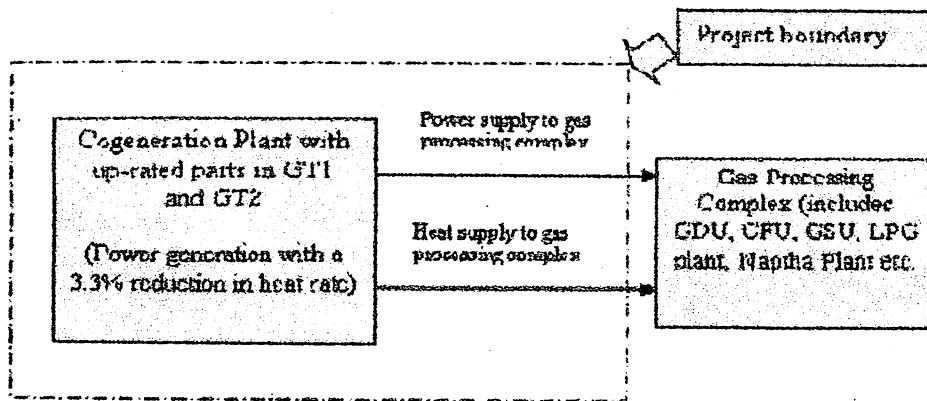 Project boundary
Power supply to gas
processing complex
Cogeneration Plant with
up-rated parts in GT1
and GT2
(Power generation with a
3.3% reduction in heat rate)
Heat supply to gas
processing complex
Gas Processing
Complex (includes
GDU, CFU, GSU, LPG
plant, Naptha Plant etc.